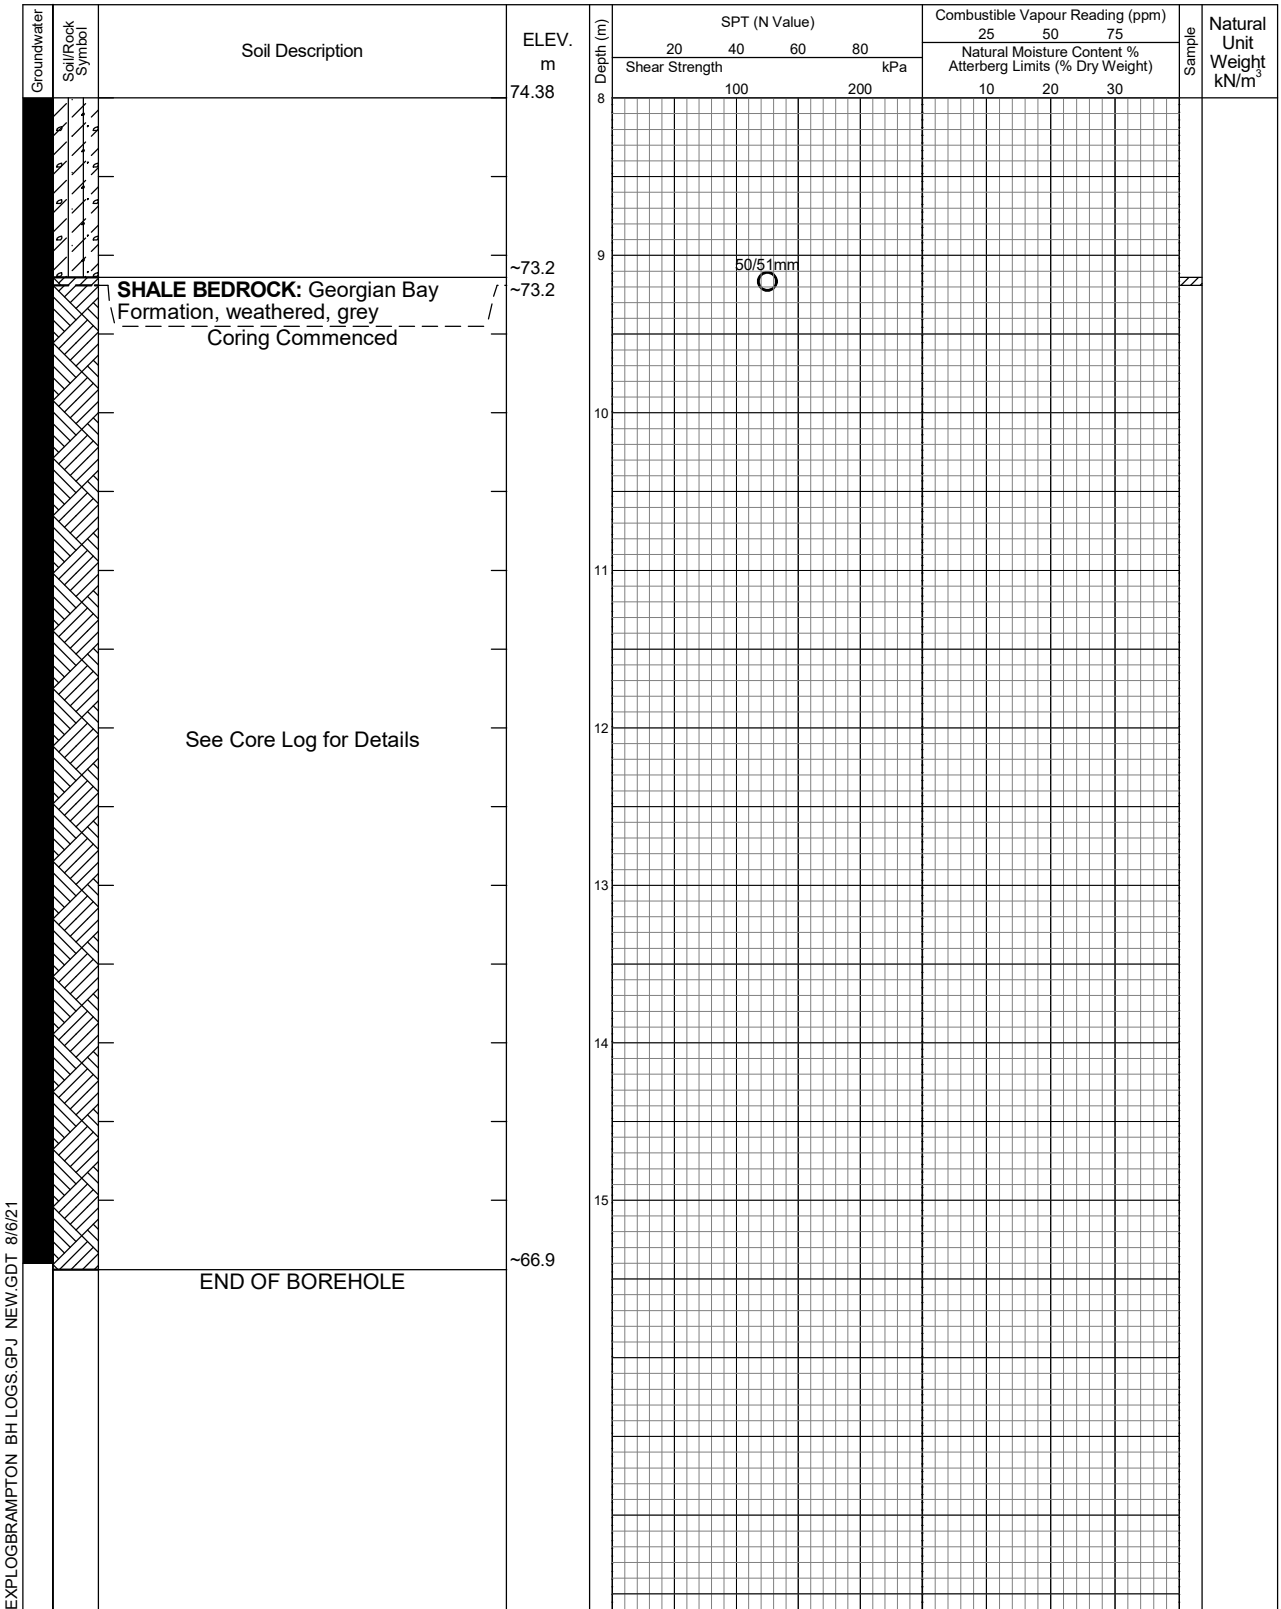 Groundwater
Soil/Rock
Symbol
Soil Description
ELEV.
m
74.38
Depth (m)
SPT (N Value)
20 40 60 80
Shear Strength kPa
100 200
Combustible Vapour Reading (ppm)
25 50 75
Natural Moisture Content %
Atterberg Limits (% Dry Weight)
10 20 30
Sample
Natural
Unit
Weight
kN/m³
8
9
50/51mm
~73.2
SHALE BEDROCK: Georgian Bay
Formation, weathered, grey
~73.2
Coring Commenced
10
11
12
See Core Log for Details
13
14
15
~66.9
END OF BOREHOLE
EXPLOGBRAMPTON BH LOGS.GPJ NEW.GDT 8/6/21